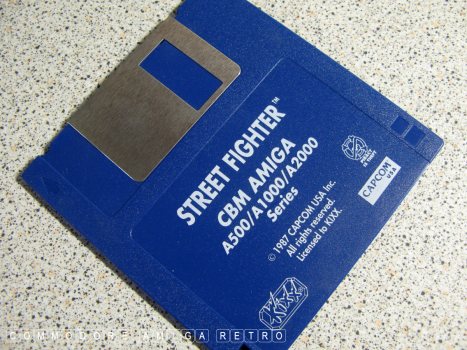 STREET FIGHTER™
CBM AMIGA
A500/A1000/A2000
Series
© 1987 CAPCOM USA Inc.
All rights reserved.
Licensed to KIXX.
CAPCOM
USA
KIXX
COMMODORE AMIGA RETRO